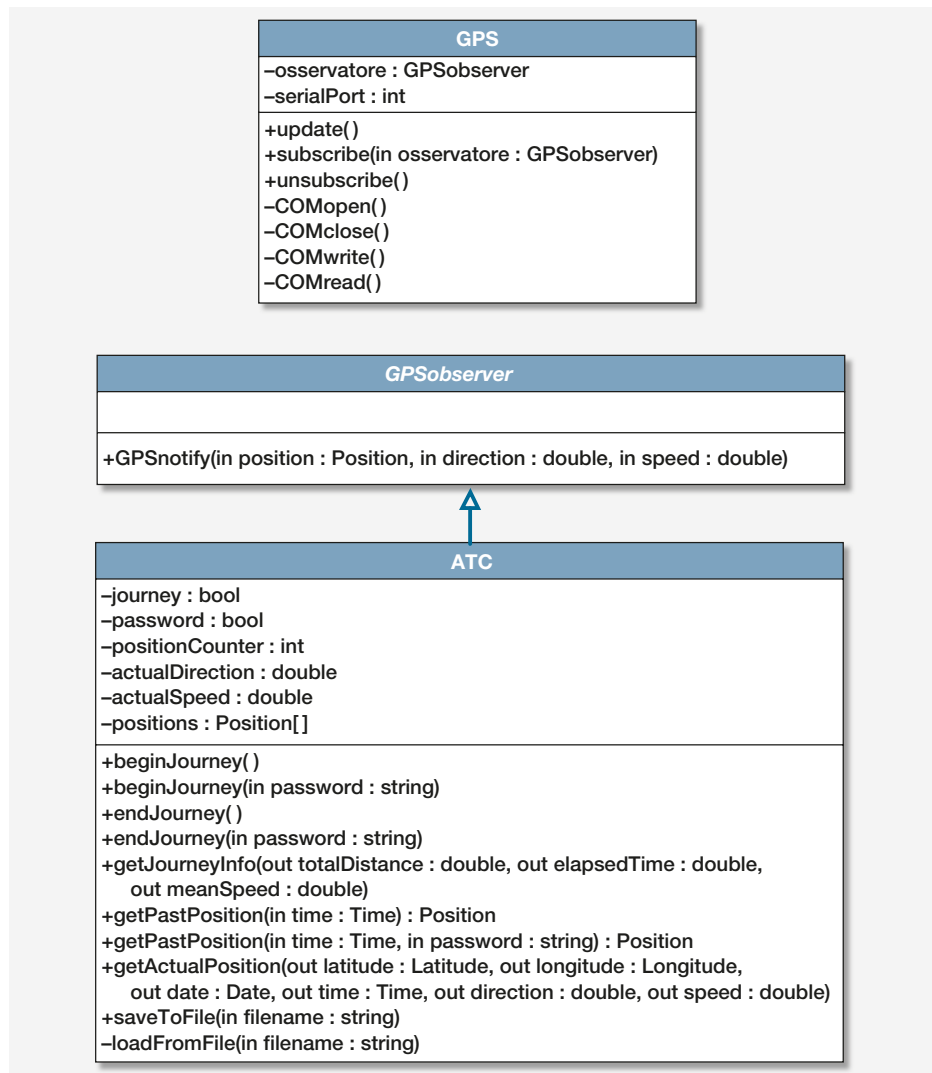 GPS
–osservatore : GPSobserver
–serialPort : int
+update( )
+subscribe(in osservatore : GPSobserver)
+unsubscribe( )
–COMopen( )
–COMclose( )
–COMwrite( )
–COMread( )
GPSobserver
+GPSnotify(in position : Position, in direction : double, in speed : double)
ATC
–journey : bool
–password : bool
–positionCounter : int
–actualDirection : double
–actualSpeed : double
–positions : Position[ ]
+beginJourney( )
+beginJourney(in password : string)
+endJourney( )
+endJourney(in password : string)
+getJourneyInfo(out totalDistance : double, out elapsedTime : double,
out meanSpeed : double)
+getPastPosition(in time : Time) : Position
+getPastPosition(in time : Time, in password : string) : Position
+getActualPosition(out latitude : Latitude, out longitude : Longitude,
out date : Date, out time : Time, out direction : double, out speed : double)
+saveToFile(in filename : string)
–loadFromFile(in filename : string)